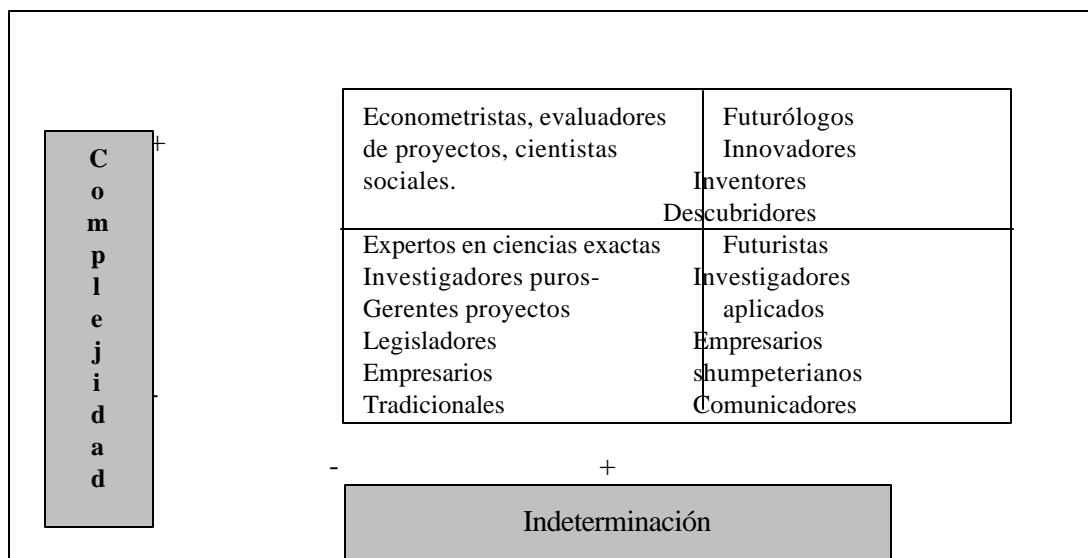 Complejidad
+
-
Econometristas, evaluadores
de proyectos, cientistas
sociales.
Futurólogos
Innovadores
Inventores
Descubridores
Expertos en ciencias exactas
Investigadores puros-
Gerentes proyectos
Legisladores
Empresarios
Tradicionales
Futuristas
Investigadores
aplicados
Empresarios
shumpeterianos
Comunicadores
- +
Indeterminación